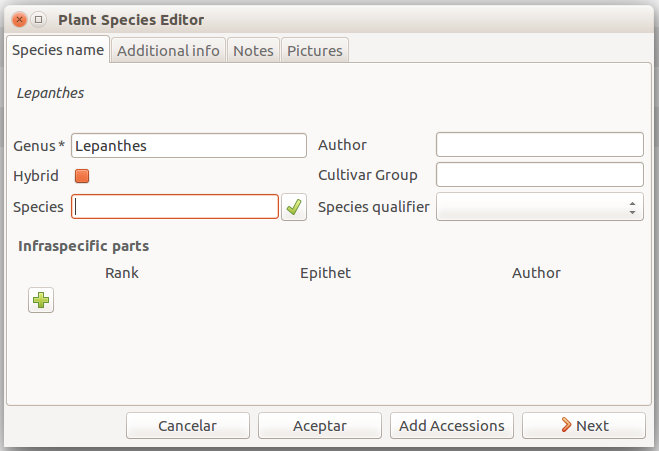 Plant Species Editor
Species name Additional info Notes Pictures
Lepanthes
Genus * Lepanthes Author
Hybrid Cultivar Group
Species Species qualifier
Infraspecific parts
Rank Epithet Author
Cancelar Aceptar Add Accessions Next